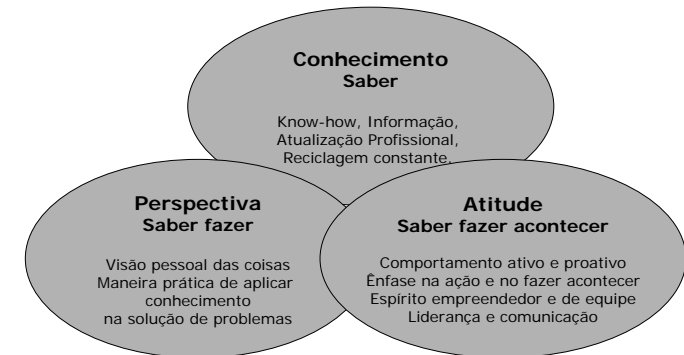 Conhecimento
Saber
Know-how, Informação,
Atualização Profissional,
Reciclagem constante.
Perspectiva
Saber fazer
Visão pessoal das coisas
Maneira prática de aplicar
conhecimento
na solução de problemas
Atitude
Saber fazer acontecer
Comportamento ativo e proativo
Ênfase na ação e no fazer acontecer
Espírito empreendedor e de equipe
Liderança e comunicação